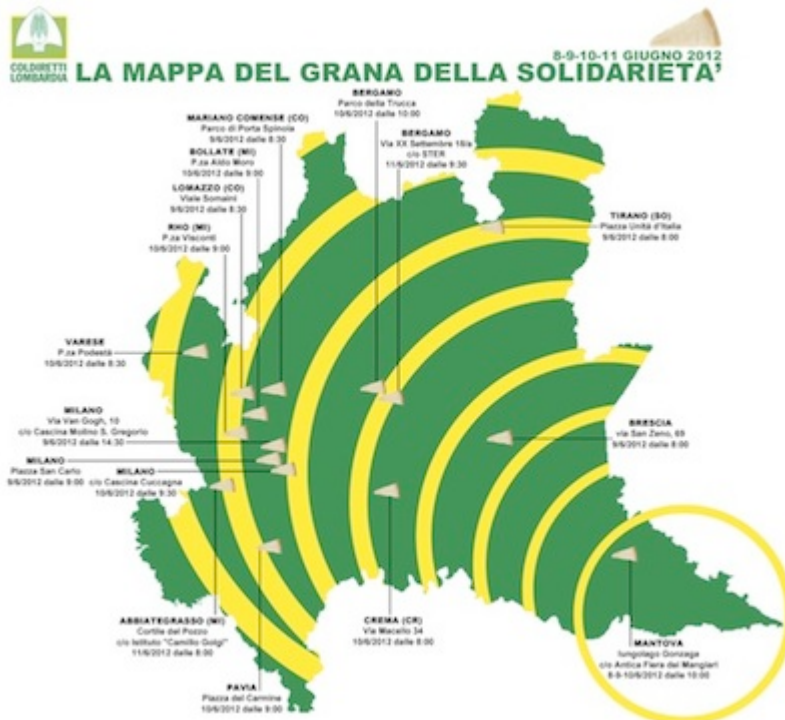 COLDIRETTI
LOMBARDIA
8-9-10-11 GIUGNO 2012
LA MAPPA DEL GRANA DELLA SOLIDARIETA'
BERGAMO
Parco della Trucca
10/6/2012 dalle 10:00
MARIANO COMENSE (CO)
Parco di Porta Spinola
9/6/2012 dalle 8:30
BERGAMO
Via XX Settembre 18/a
c/o STER
11/6/2012 dalle 9:30
BOLLATE (MI)
P.za Aldo Moro
10/6/2012 dalle 9:00
LOMAZZO (CO)
Viale Somaini
9/6/2012 dalle 8:30
TIRANO (SO)
Piazza Unità d'Italia
9/6/2012 dalle 8:00
RHO (MI)
P.za Visconti
10/6/2012 dalle 9:00
VARESE
P.za Podestà
10/6/2012 dalle 8:30
MILANO
Via Van Gogh, 10
c/o Cascina Molino S. Gregorio
9/6/2012 dalle 14:30
BRESCIA
via San Zeno, 69
9/6/2012 dalle 8:00
MILANO
Piazza San Carlo
9/6/2012 dalle 9:00
MILANO
c/o Cascina Cuccagna
10/6/2012 dalle 9:30
ABBIATEGRASSO (MI)
Cortile del Pozzo
c/o Istituto "Camillo Golgi"
11/6/2012 dalle 8:00
CREMA (CR)
Via Macello 34
10/6/2012 dalle 8:00
MANTOVA
lungolago Gonzaga
c/o Antica Fiera dei Mangiari
8-9-10/6/2012 dalle 10:00
PAVIA
Piazza del Carmine
10/6/2012 dalle 9:00